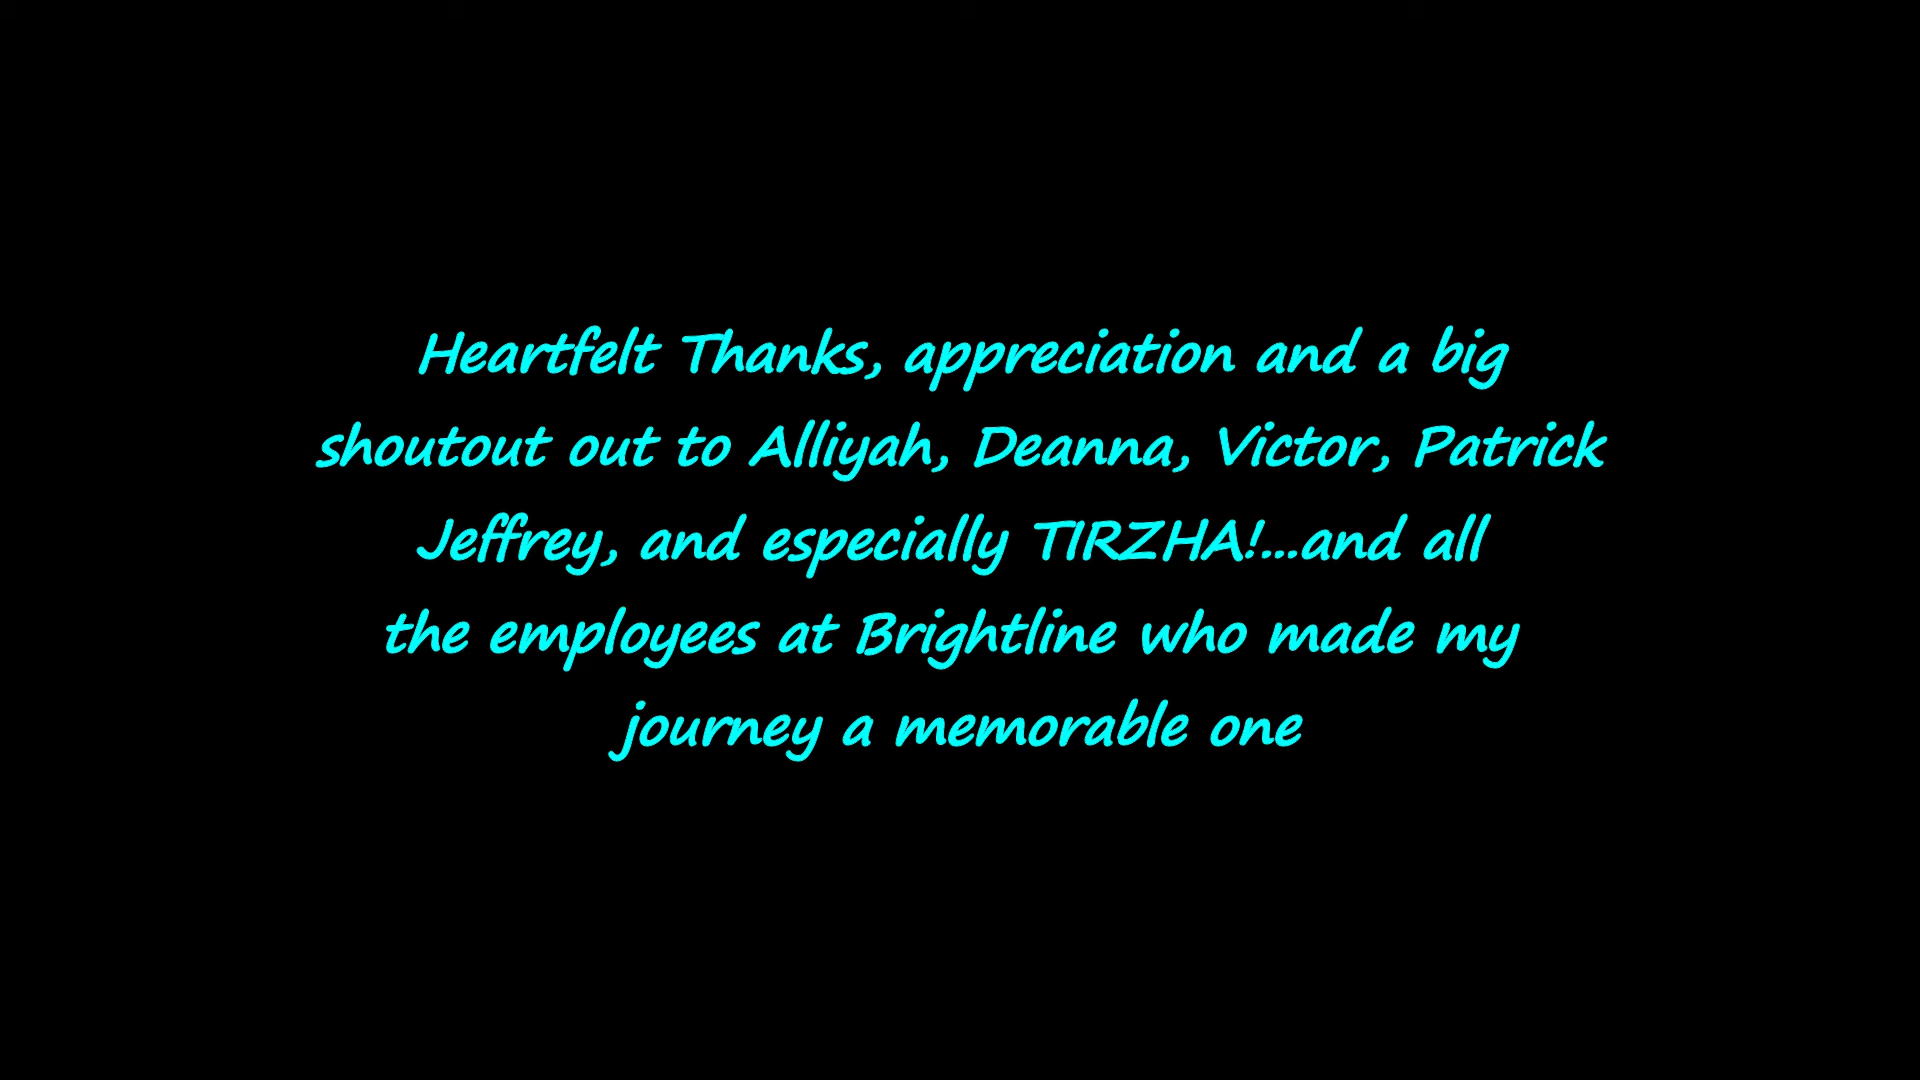 Heartfelt Thanks, appreciation and a big
shoutout out to Alliyah, Deanna, Victor, Patrick
Jeffrey, and especially TIRZHA!...and all
the employees at Brightline who made my
journey a memorable one